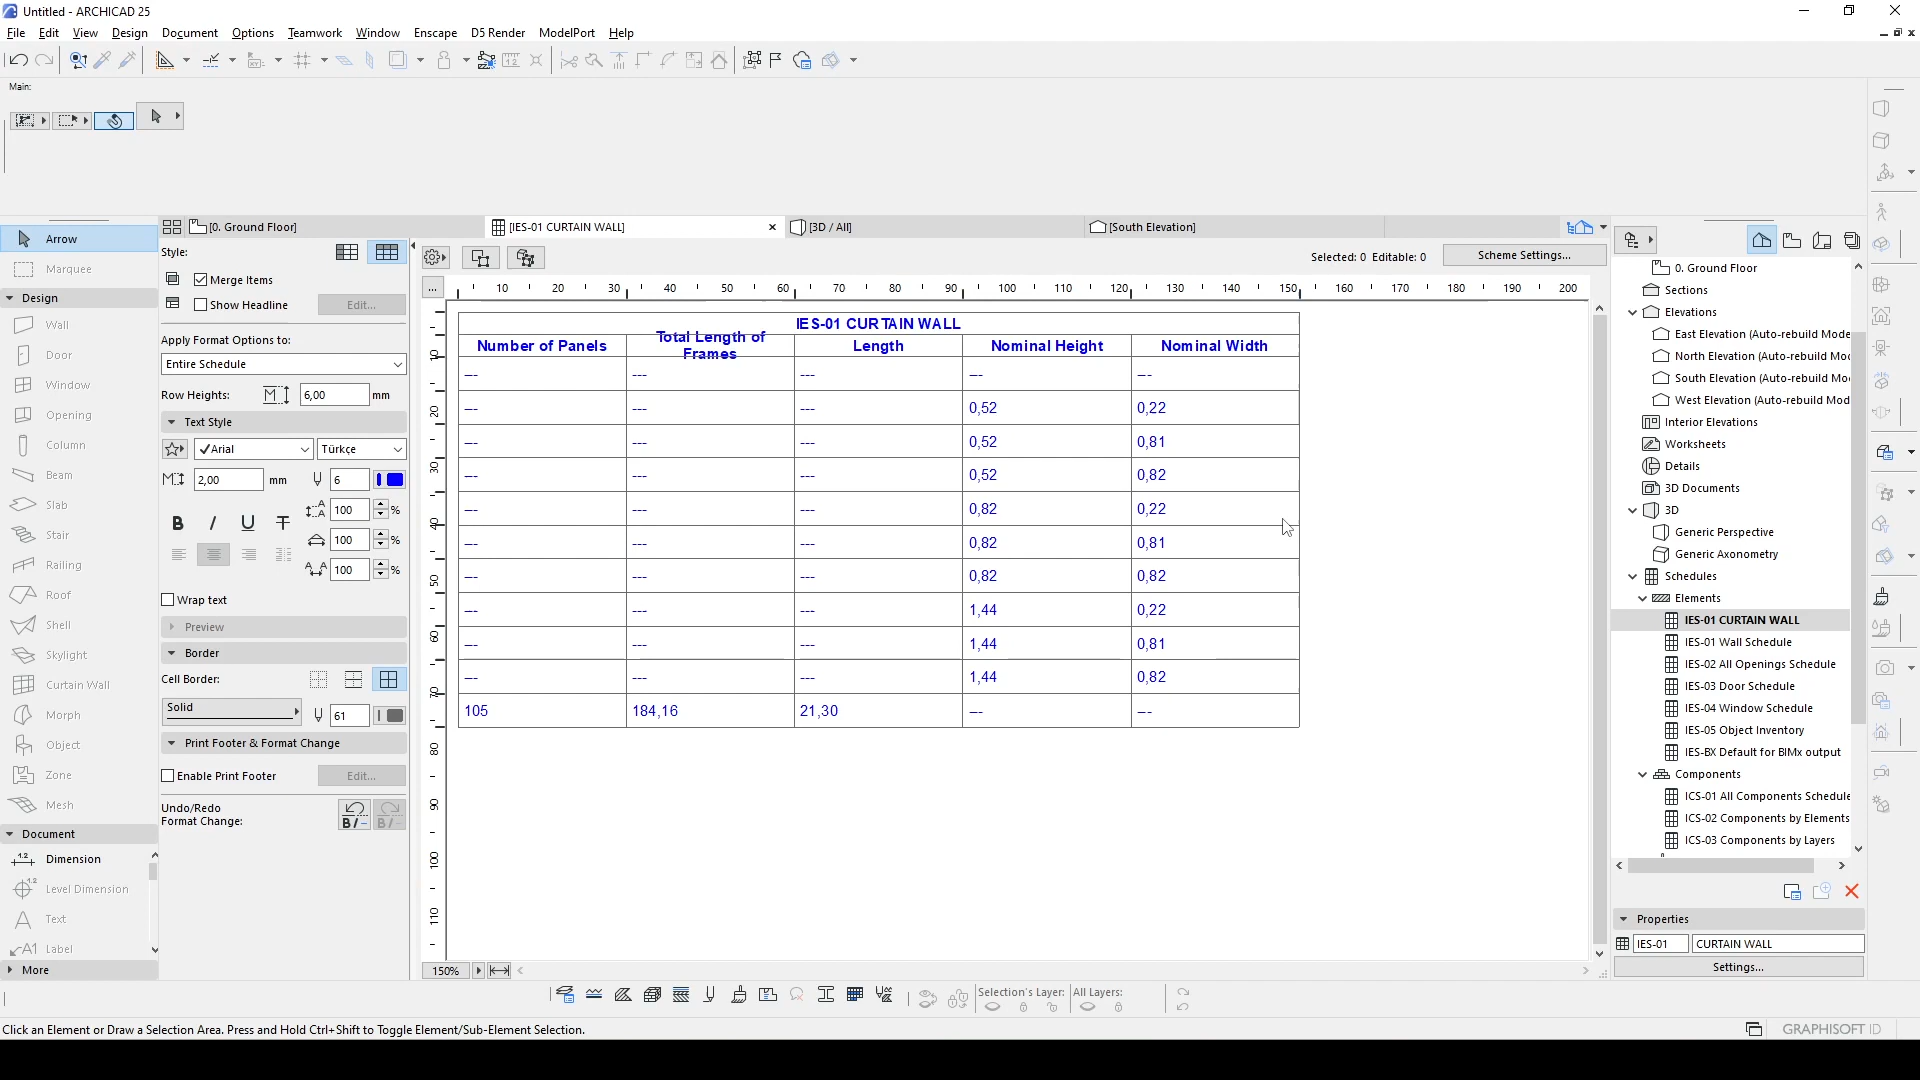 Untitled - ARCHICAD 25
File Edit View Design Document Options Teamwork Window Enscape D5 Render ModelPort Help
Main:
[0. Ground Floor] [IES-01 CURTAIN WALL] [3D / All] [South Elevation]
Arrow
Marquee
Design
Wall
Door
Window
Opening
Column
Beam
Slab
Stair
Railing
Roof
Shell
Skylight
Curtain Wall
Morph
Object
Zone
Mesh
Document
Dimension
Level Dimension
Text
Label
More
Style:
Merge Items
Show Headline Edit...
Apply Format Options to:
Entire Schedule
Row Heights: 6,00 mm
Text Style
Arial Türkçe
2,00 mm 6
100 %
100 %
100 %
Wrap text
Preview
Border
Cell Border:
Solid 61
Print Footer & Format Change
Enable Print Footer Edit...
Undo/Redo
Format Change:
Selected: 0 Editable: 0 Scheme Settings...
10 20 30 40 50 60 70 80 90 100 110 120 130 140 150 160 170 180 190 200
10
20
30
40
50
60
70
80
90
100
110
IES-01 CURTAIN WALL
Number of Panels Total Length of Frames Length Nominal Height Nominal Width
--- --- --- --- ---
--- --- --- 0,52 0,22
--- --- --- 0,52 0,81
--- --- --- 0,52 0,82
--- --- --- 0,82 0,22
--- --- --- 0,82 0,81
--- --- --- 0,82 0,82
--- --- --- 1,44 0,22
--- --- --- 1,44 0,81
--- --- --- 1,44 0,82
105 184,16 21,30 --- ---
150%
0. Ground Floor
Sections
Elevations
East Elevation (Auto-rebuild Mode
North Elevation (Auto-rebuild Mo
South Elevation (Auto-rebuild Mo
West Elevation (Auto-rebuild Mod
Interior Elevations
Worksheets
Details
3D Documents
3D
Generic Perspective
Generic Axonometry
Schedules
Elements
IES-01 CURTAIN WALL
IES-01 Wall Schedule
IES-02 All Openings Schedule
IES-03 Door Schedule
IES-04 Window Schedule
IES-05 Object Inventory
IES-BX Default for BIMx output
Components
ICS-01 All Components Schedule
ICS-02 Components by Elements
ICS-03 Components by Layers
Properties
IES-01 CURTAIN WALL
Settings...
Selection's Layer: All Layers:
Click an Element or Draw a Selection Area. Press and Hold Ctrl+Shift to Toggle Element/Sub-Element Selection.
GRAPHISOFT ID